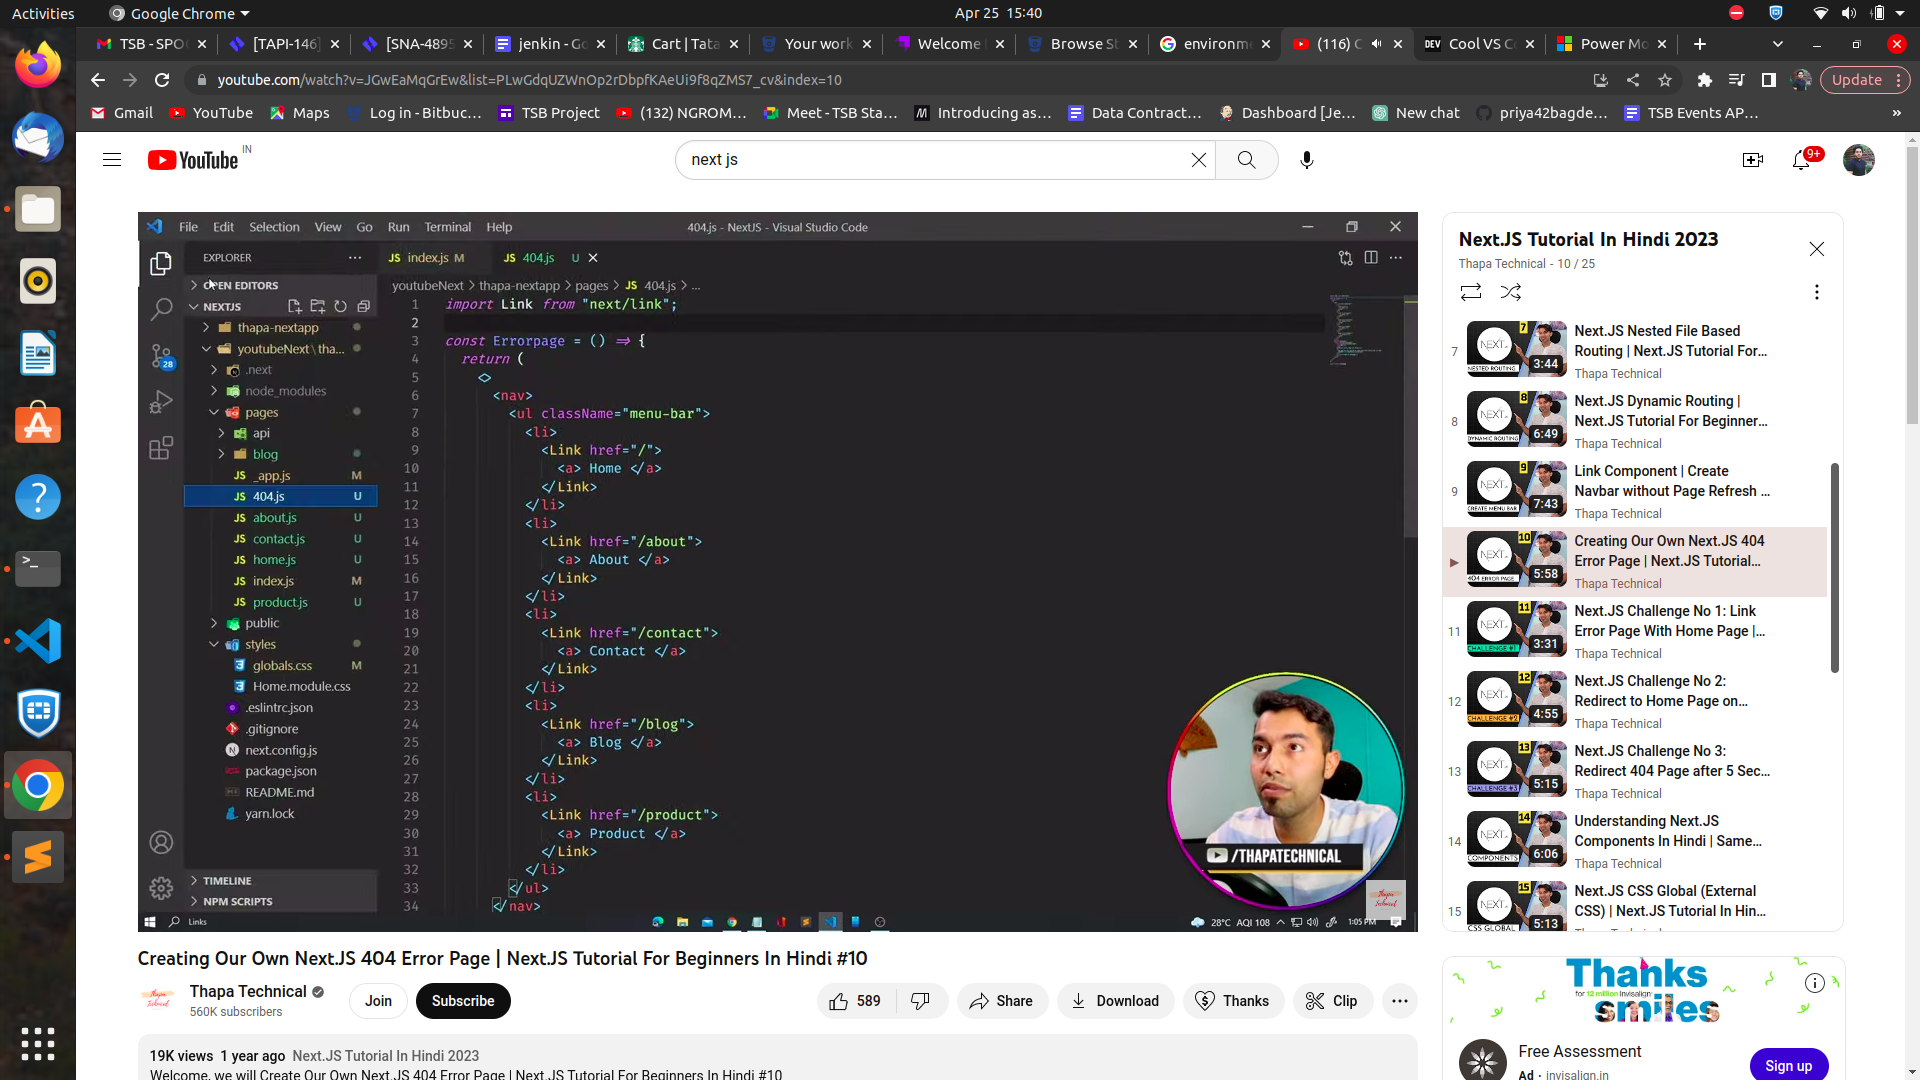 Activities
Google Chrome
Apr 25 15:40
TSB - SPO
[TAPI-146]
[SNA-4895
jenkin - Go
Cart | Tata
Your work
Welcome
Browse St
environme
(116) C
Cool VS Co
Power Mo
youtube.com/watch?v=JGwEaMqGrEw&list=PLwGdqUZWnOp2rDbpfKAeUi9f8qZMS7_cv&index=10
Update
Gmail
YouTube
Maps
Log in - Bitbuc...
TSB Project
(132) NGROM...
Meet - TSB Sta...
Introducing as...
Data Contract...
Dashboard [Je...
New chat
priya42bagde...
TSB Events AP...
»
YouTube IN
next js
9+
File Edit Selection View Go Run Terminal Help
404.js - NextJS - Visual Studio Code
EXPLORER
OPEN EDITORS
NEXTJS
thapa-nextapp
youtubeNext\tha...
.next
node_modules
pages
api
blog
JS _app.js M
JS 404.js U
JS about.js U
JS contact.js U
JS home.js U
JS index.js M
JS product.js U
public
styles
globals.css M
Home.module.css
.eslintrc.json
.gitignore
next.config.js
package.json
README.md
yarn.lock
TIMELINE
NPM SCRIPTS
28
JS index.js M
JS 404.js U
youtubeNext > thapa-nextapp > pages > JS 404.js > ...
1 import Link from "next/link";
2
3 const Errorpage = () => {
4 return (
5 <>
6 <nav>
7 <ul className="menu-bar">
8 <li>
9 <Link href="/">
10 <a> Home </a>
11 </Link>
12 </li>
13 <li>
14 <Link href="/about">
15 <a> About </a>
16 </Link>
17 </li>
18 <li>
19 <Link href="/contact">
20 <a> Contact </a>
21 </Link>
22 </li>
23 <li>
24 <Link href="/blog">
25 <a> Blog </a>
26 </Link>
27 </li>
28 <li>
29 <Link href="/product">
30 <a> Product </a>
31 </Link>
32 </li>
33 </ul>
34 </nav>
/THAPATECHNICAL
Links
28°C AQI 108
1:05 PM
Creating Our Own Next.JS 404 Error Page | Next.JS Tutorial For Beginners In Hindi #10
Thapa Technical
560K subscribers
Join
Subscribe
589
Share
Download
Thanks
Clip
19K views 1 year ago Next.JS Tutorial In Hindi 2023
Welcome, we will Create Our Own Next.JS 404 Error Page | Next.JS Tutorial For Beginners In Hindi #10
Next.JS Tutorial In Hindi 2023
Thapa Technical - 10 / 25
7
3:44
Next.JS Nested File Based
Routing | Next.JS Tutorial For...
Thapa Technical
8
6:49
Next.JS Dynamic Routing |
Next.JS Tutorial For Beginner...
Thapa Technical
9
7:43
Link Component | Create
Navbar without Page Refresh ...
Thapa Technical
10
5:58
Creating Our Own Next.JS 404
Error Page | Next.JS Tutorial...
Thapa Technical
11
3:31
Next.JS Challenge No 1: Link
Error Page With Home Page |...
Thapa Technical
12
4:55
Next.JS Challenge No 2:
Redirect to Home Page on...
Thapa Technical
13
5:15
Next.JS Challenge No 3:
Redirect 404 Page after 5 Sec...
Thapa Technical
14
6:06
Understanding Next.JS
Components In Hindi | Same...
Thapa Technical
15
5:13
Next.JS CSS Global (External
CSS) | Next.JS Tutorial In Hin...
Thanks
for 12 million Invisalign
smiles
Free Assessment
Ad · invisalign.in
Sign up